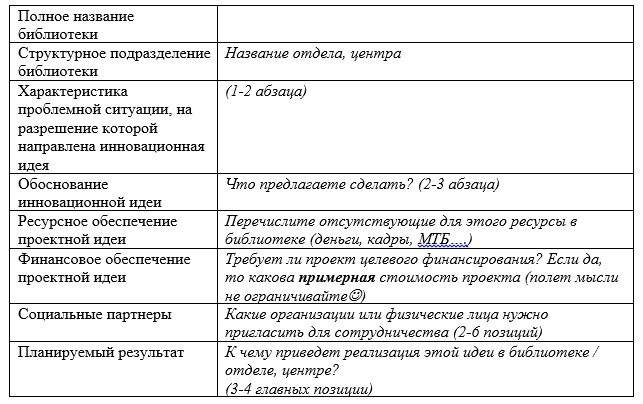 Полное название
библиотеки
Структурное подразделение
библиотеки
Название отдела, центра
Характеристика
проблемной ситуации, на
разрешение которой
направлена инновационная
идея
(1-2 абзаца)
Обоснование
инновационной идеи
Что предлагаете сделать? (2-3 абзаца)
Ресурсное обеспечение
проектной идеи
Перечислите отсутствующие для этого ресурсы в
библиотеке (деньги, кадры, МТБ…,)
Финансовое обеспечение
проектной идеи
Требует ли проект целевого финансирования? Если да,
то какова примерная стоимость проекта (полет мысли
не ограничивайте☺)
Социальные партнеры
Какие организации или физические лица нужно
пригласить для сотрудничества (2-6 позиций)
Планируемый результат
К чему приведет реализация этой идеи в библиотеке /
отделе, центре?
(3-4 главных позиции)